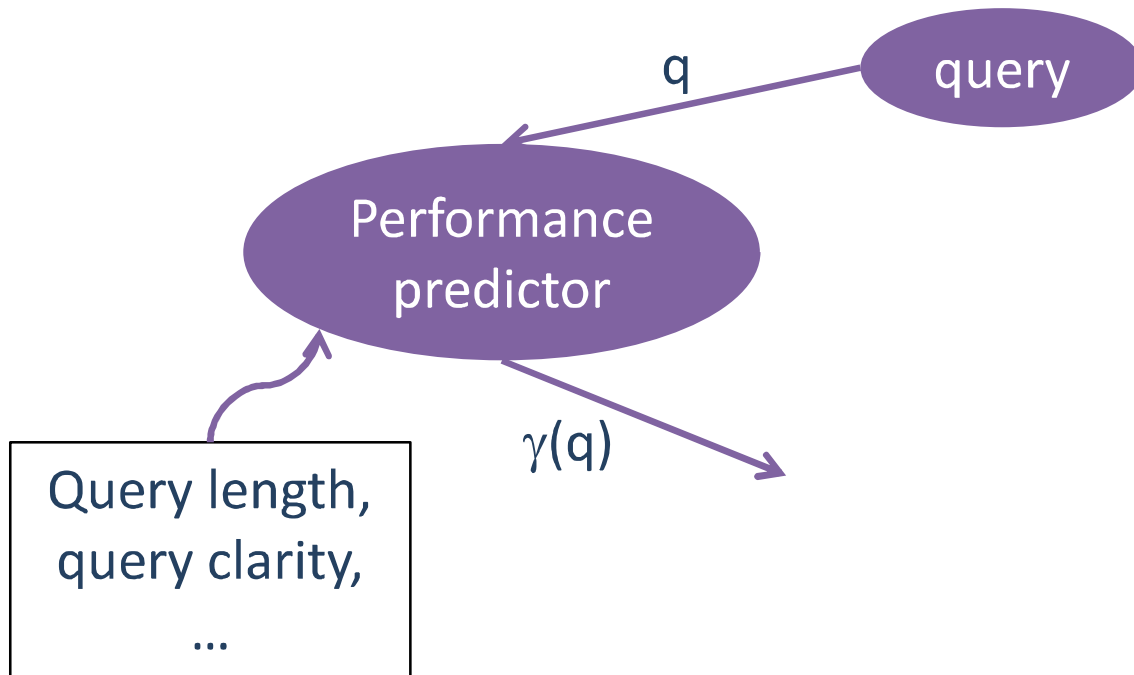 q
query
Performance
predictor
γ(q)
Query length,
query clarity,
...